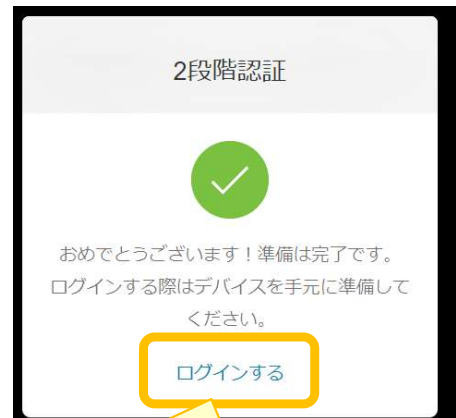 2段階認証
おめでとうございます！準備は完了です。
ログインする際はデバイスを手元に準備して
ください。
ログインする